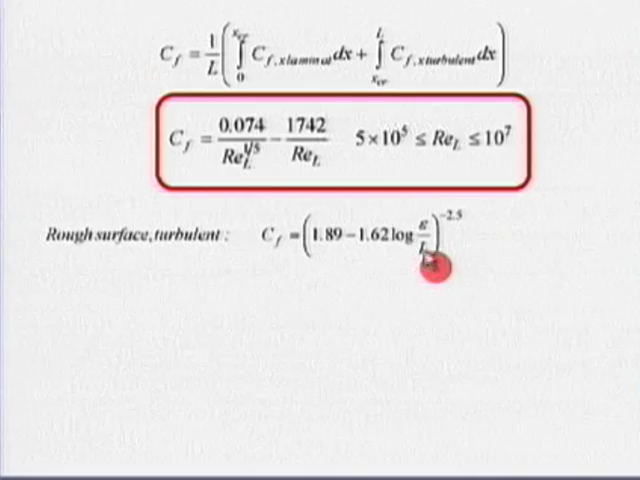 C_f = 1/L ( ∫_0^{x_cr} C_{f,x laminat} dx + ∫_{x_cr}^L C_{f,x turbulent} dx )
C_f = 0.074/Re_L^{1/5} − 1742/Re_L 5×10^5 ≤ Re_L ≤ 10^7
Rough surface, turbulent : C_f = ( 1.89 − 1.62 log ε/L )^{−2.5}